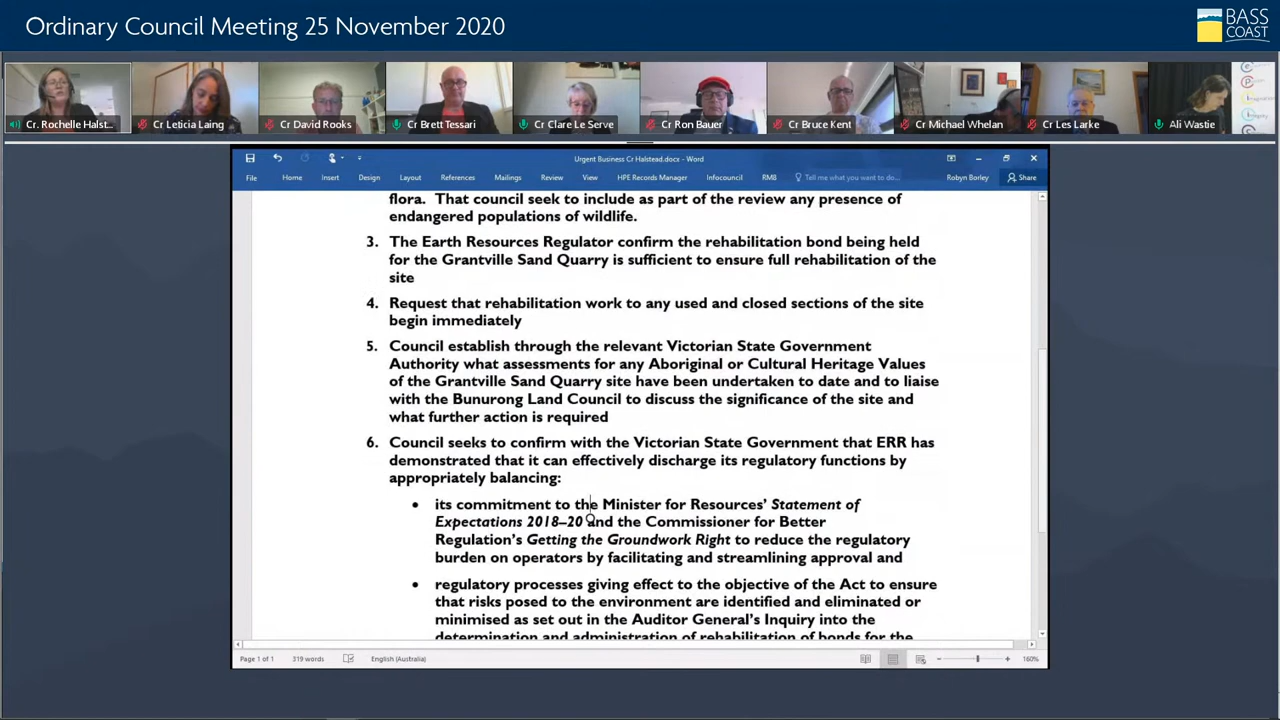 Ordinary Council Meeting 25 November 2020
BASS
COAST
Cr. Rochelle Halst...
Cr Leticia Laing
Cr David Rooks
Cr Brett Tessari
Cr Clare Le Serve
Cr Ron Bauer
Cr Bruce Kent
Cr Michael Whelan
Cr Les Larke
Ali Wastie
Urgent Business Cr Halstead.docx - Word
File Home Insert Design Layout References Mailings Review View HPE Records Manager Infocouncil RMB Tell me what you want to do... Robyn Borley Share
flora. That council seek to include as part of the review any presence of
endangered populations of wildlife.
3. The Earth Resources Regulator confirm the rehabilitation bond being held
for the Grantville Sand Quarry is sufficient to ensure full rehabilitation of the
site
4. Request that rehabilitation work to any used and closed sections of the site
begin immediately
5. Council establish through the relevant Victorian State Government
Authority what assessments for any Aboriginal or Cultural Heritage Values
of the Grantville Sand Quarry site have been undertaken to date and to liaise
with the Bunurong Land Council to discuss the significance of the site and
what further action is required
6. Council seeks to confirm with the Victorian State Government that ERR has
demonstrated that it can effectively discharge its regulatory functions by
appropriately balancing:
• its commitment to the Minister for Resources' Statement of
Expectations 2018–20 and the Commissioner for Better
Regulation's Getting the Groundwork Right to reduce the regulatory
burden on operators by facilitating and streamlining approval and
• regulatory processes giving effect to the objective of the Act to ensure
that risks posed to the environment are identified and eliminated or
minimised as set out in the Auditor General's Inquiry into the
determination and administration of rehabilitation of bonds for the
Page 1 of 1 319 words English (Australia) 160%